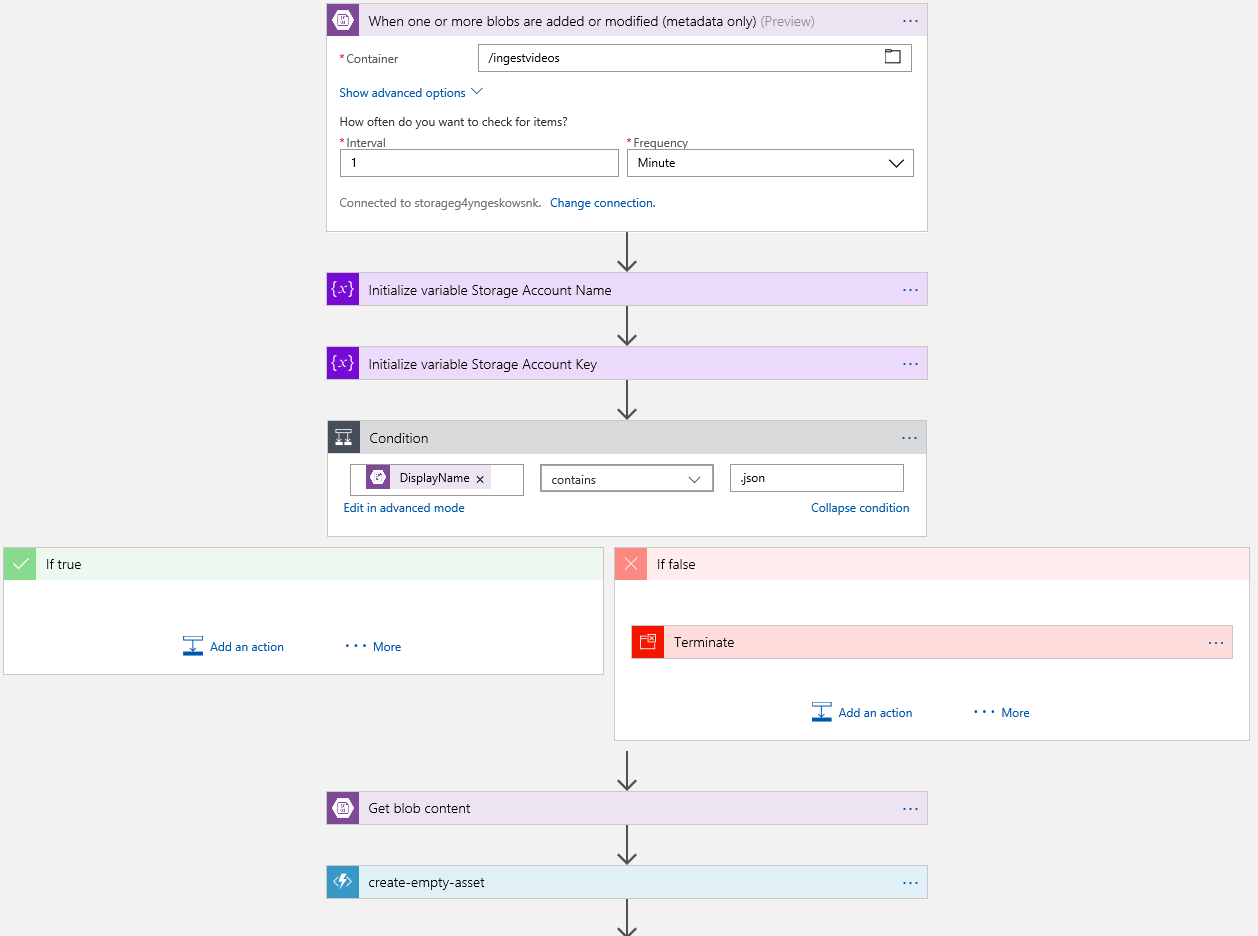 When one or more blobs are added or modified (metadata only) (Preview) ...
* Container /ingestvideos
Show advanced options
How often do you want to check for items?
* Interval * Frequency
1 Minute
Connected to storageg4yngeskowsnk. Change connection.
{x} Initialize variable Storage Account Name ...
{x} Initialize variable Storage Account Key ...
Condition ...
DisplayName × contains .json
Edit in advanced mode Collapse condition
If true If false
Terminate ...
Add an action ... More
Add an action ... More
Get blob content ...
create-empty-asset ...